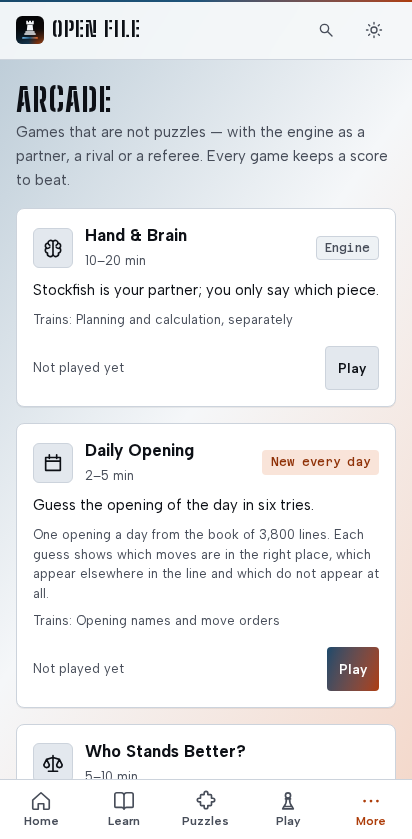 OPEN FILE
ARCADE
Games that are not puzzles — with the engine as a
partner, a rival or a referee. Every game keeps a score
to beat.
Hand & Brain
10–20 min
Engine
Stockfish is your partner; you only say which piece.
Trains: Planning and calculation, separately
Not played yet
Play
Daily Opening
2–5 min
New every day
Guess the opening of the day in six tries.
One opening a day from the book of 3,800 lines. Each
guess shows which moves are in the right place, which
appear elsewhere in the line and which do not appear at
all.
Trains: Opening names and move orders
Not played yet
Play
Who Stands Better?
5–10 min
Home Learn Puzzles Play More